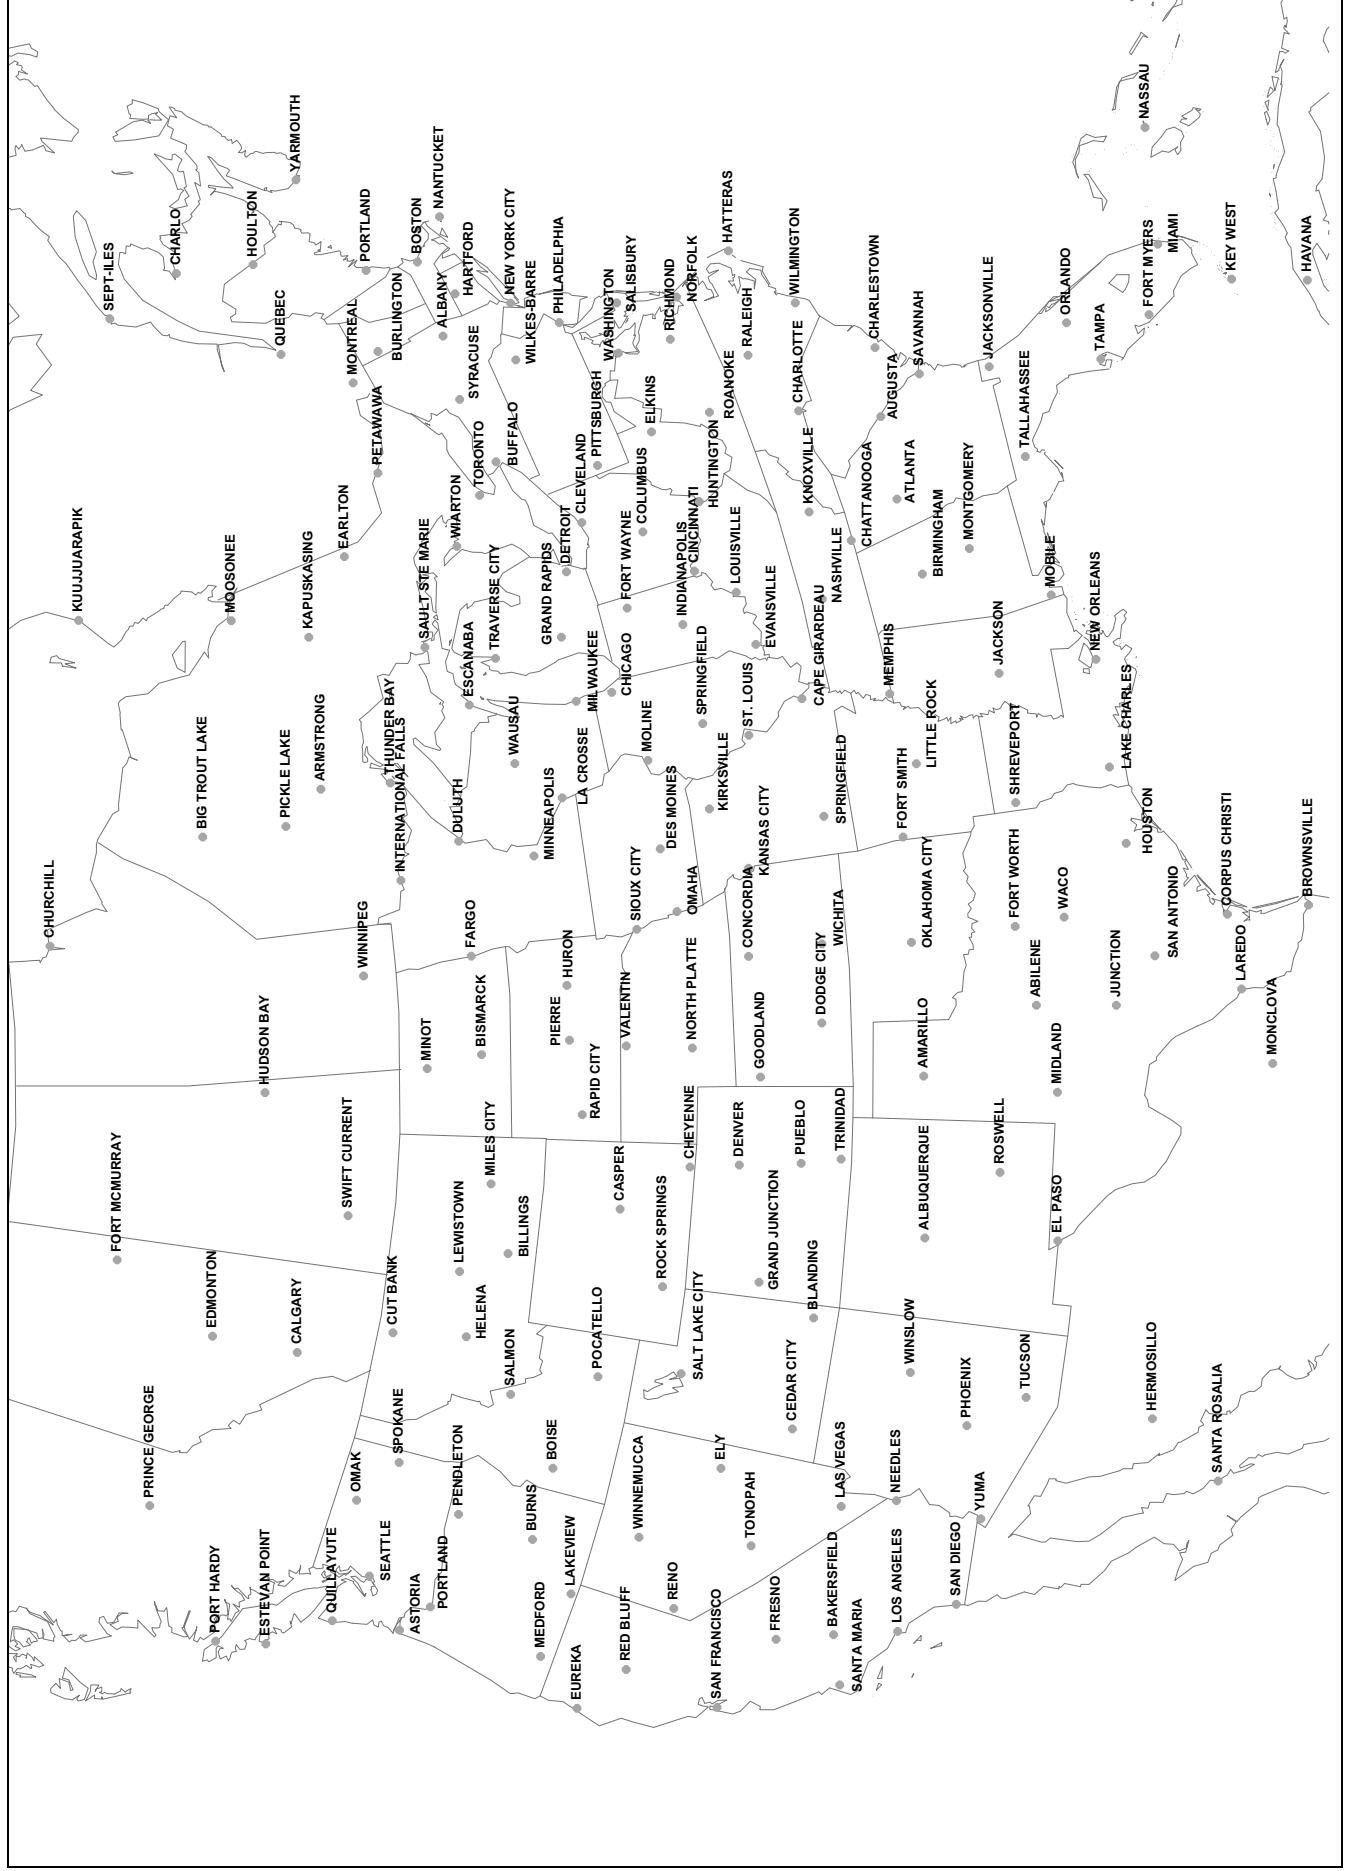 CHURCHILL
KUUJUARAPIK
SEPT-ILES
FORT MCMURRAY
PRINCE GEORGE
CHARLO
BIG TROUT LAKE
EDMONTON
PORT HARDY
MOOSONEE
HOULTON
HUDSON BAY
ESTEVAN POINT
QUEBEC
PICKLE LAKE
CALGARY
YARMOUTH
KAPUSKASING
ARMSTRONG
QUILLAYUTE
EARLTON
SWIFT CURRENT
MONTREAL
OMAK
WINNIPEG
PORTLAND
SEATTLE
PETAWAWA
BURLINGTON
THUNDER BAY
CUT BANK
SPOKANE
INTERNATIONAL FALLS
ASTORIA
BOSTON
SAULT STE MARIE
MINOT
PORTLAND
NANTUCKET
ALBANY
HARTFORD
WIARTON
DULUTH
PENDLETON
LEWISTOWN
SYRACUSE
HELENA
ESCANABA
FARGO
TORONTO
BISMARCK
MILES CITY
TRAVERSE CITY
BUFFALO
BILLINGS
SALMON
NEW YORK CITY
WAUSAU
WILKES-BARRE
BURNS
MINNEAPOLIS
MEDFORD
BOISE
PHILADELPHIA
GRAND RAPIDS
DETROIT
LA CROSSE
HURON
PIERRE
LAKEVIEW
EUREKA
CLEVELAND
MILWAUKEE
RAPID CITY
PITTSBURGH
POCATELLO
WASHINGTON
SALISBURY
CHICAGO
CASPER
FORT WAYNE
VALENTIN
RED BLUFF
SIOUX CITY
WINNEMUCCA
COLUMBUS
MOLINE
ELKINS
DES MOINES
ROCK SPRINGS
RICHMOND
NORFOLK
RENO
OMAHA
SALT LAKE CITY
INDIANAPOLIS
CHEYENNE
NORTH PLATTE
CINCINNATI
HUNTINGTON
SPRINGFIELD
ROANOKE
KIRKSVILLE
SAN FRANCISCO
ELY
HATTERAS
LOUISVILLE
DENVER
RALEIGH
ST. LOUIS
CONCORDIA
KANSAS CITY
TONOPAH
EVANSVILLE
GOODLAND
GRAND JUNCTION
FRESNO
CEDAR CITY
WILMINGTON
CHARLOTTE
PUEBLO
CAPE GIRARDEAU
KNOXVILLE
BLANDING
NASHVILLE
DODGE CITY
WICHITA
SPRINGFIELD
BAKERSFIELD
TRINIDAD
LAS VEGAS
SANTA MARIA
CHATTANOOGA
CHARLESTOWN
AUGUSTA
MEMPHIS
NEEDLES
LOS ANGELES
ATLANTA
FORT SMITH
WINSLOW
OKLAHOMA CITY
LITTLE ROCK
SAVANNAH
BIRMINGHAM
AMARILLO
ALBUQUERQUE
SAN DIEGO
PHOENIX
MONTGOMERY
YUMA
JACKSONVILLE
JACKSON
ROSWELL
SHREVEPORT
FORT WORTH
TALLAHASSEE
TUCSON
ABILENE
MOBILE
MIDLAND
EL PASO
WACO
ORLANDO
NEW ORLEANS
TAMPA
LAKE CHARLES
JUNCTION
HOUSTON
NASSAU
FORT MYERS
MIAMI
HERMOSILLO
SAN ANTONIO
SANTA ROSALIA
CORPUS CHRISTI
KEY WEST
LAREDO
MONCLOVA
HAVANA
BROWNSVILLE